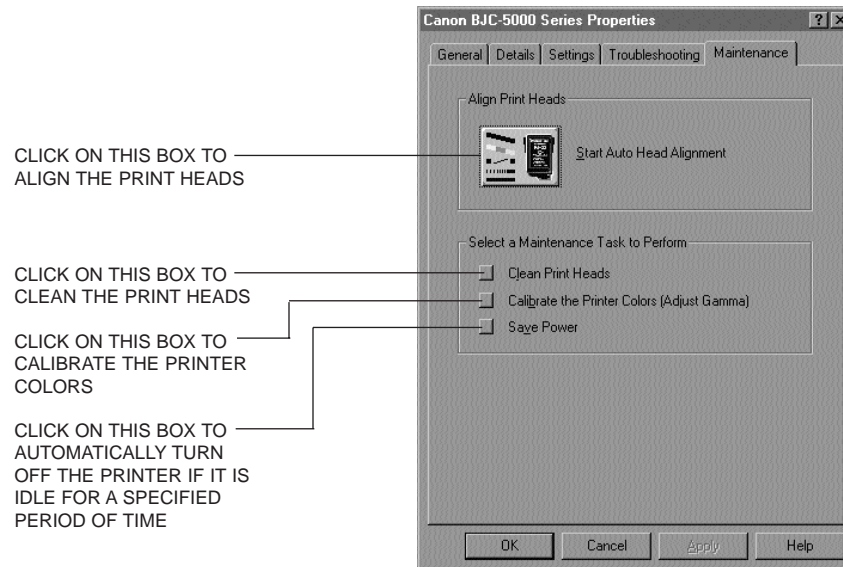 Canon BJC-5000 Series Properties
General Details Settings Troubleshooting Maintenance
Align Print Heads
Start Auto Head Alignment
CLICK ON THIS BOX TO
ALIGN THE PRINT HEADS
Select a Maintenance Task to Perform
Clean Print Heads
CLICK ON THIS BOX TO
CLEAN THE PRINT HEADS
Calibrate the Printer Colors (Adjust Gamma)
CLICK ON THIS BOX TO
CALIBRATE THE PRINTER
COLORS
Save Power
CLICK ON THIS BOX TO
AUTOMATICALLY TURN
OFF THE PRINTER IF IT IS
IDLE FOR A SPECIFIED
PERIOD OF TIME
OK Cancel Apply Help